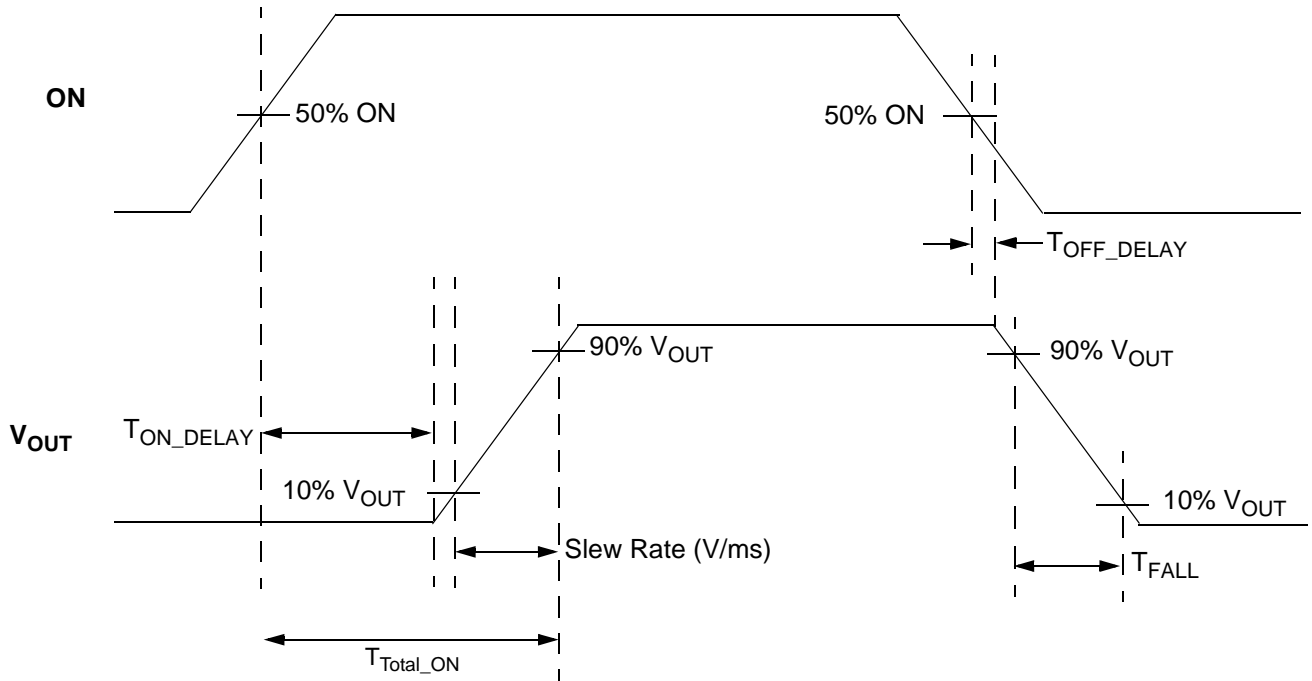 ON
50% ON
50% ON
TOFF_DELAY
90% VOUT
90% VOUT
VOUT
TON_DELAY
10% VOUT
10% VOUT
Slew Rate (V/ms)
TFALL
TTotal_ON